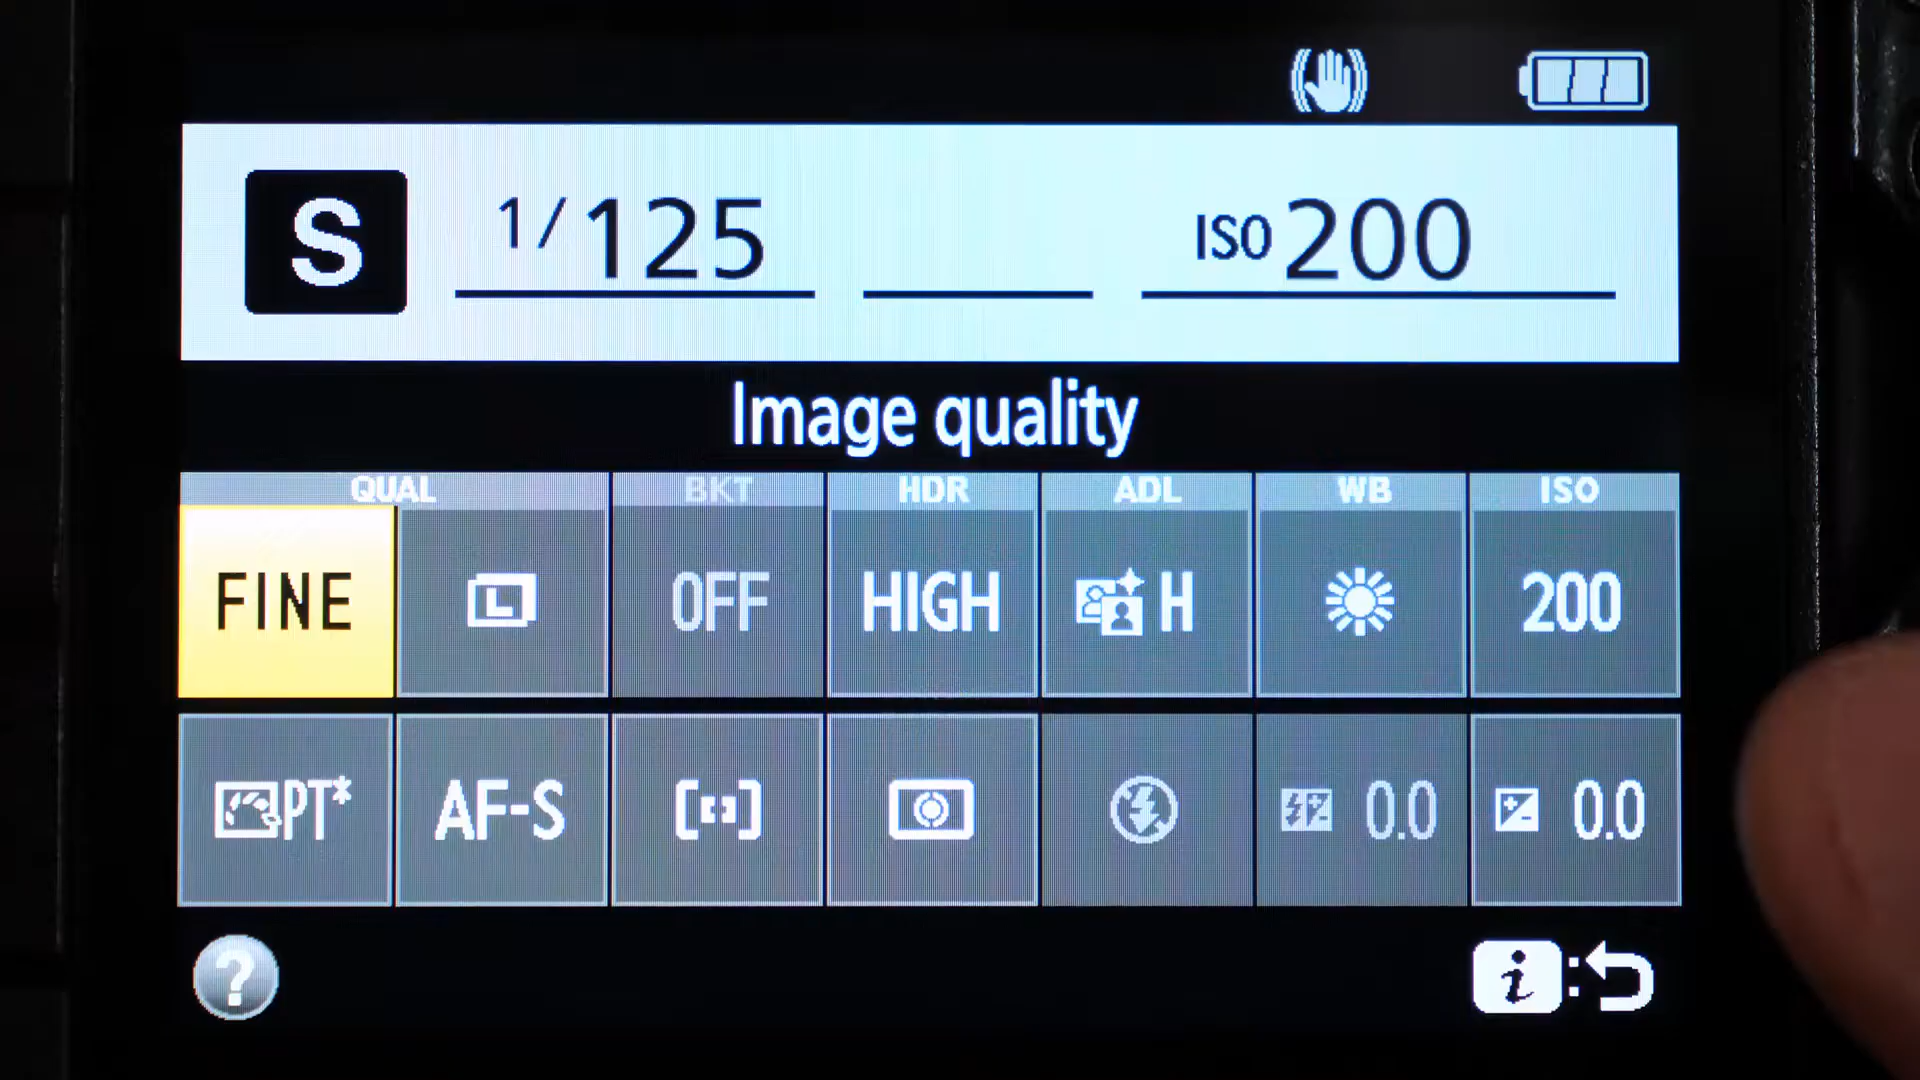 S 1/125 ISO 200
Image quality
QUAL BKT HDR ADL WB ISO
FINE L OFF HIGH H 200
PT* AF-S 0.0 0.0
? i: